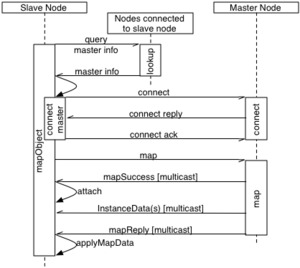 Slave Node
Nodes connected
to slave node
Master Node
query
master info
lookup
master info
connect
connect
master
connect reply
connect
connect ack
mapObject
map
mapSuccess [multicast]
attach
map
InstanceData(s) [multicast]
mapReply [multicast]
applyMapData